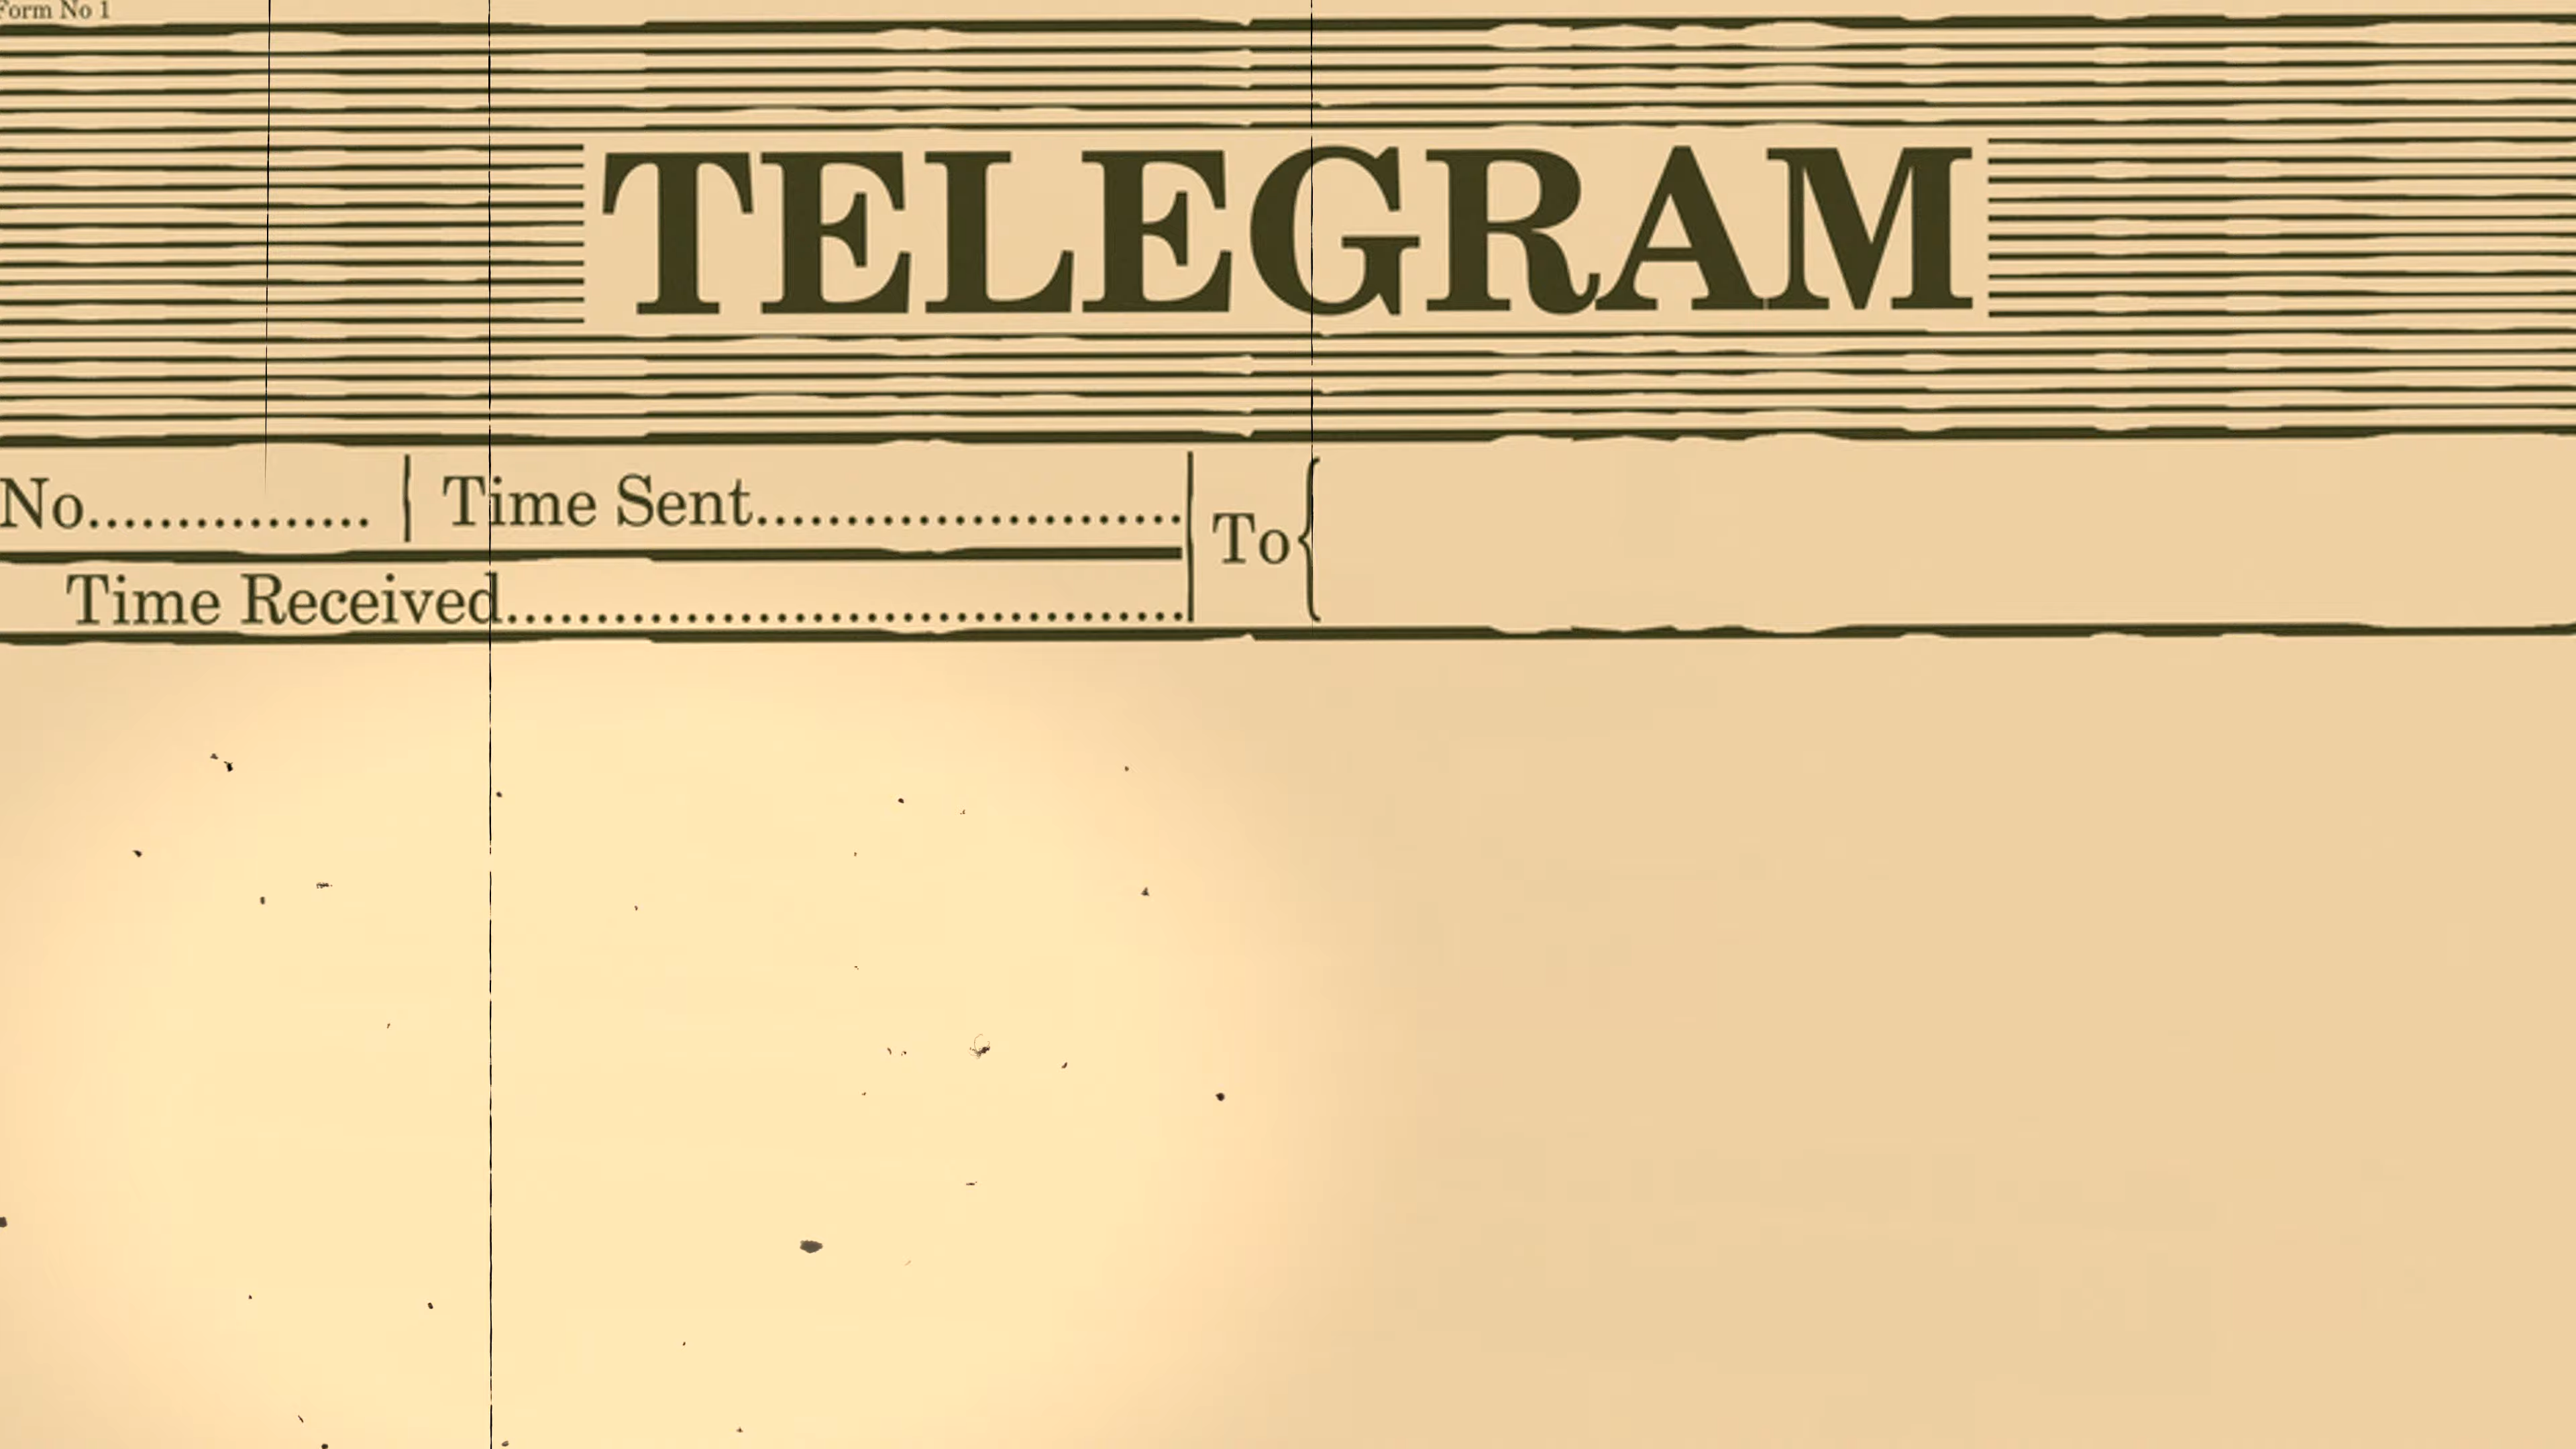 Form No 1
TELEGRAM
No................ Time Sent........................
To
Time Received......................................